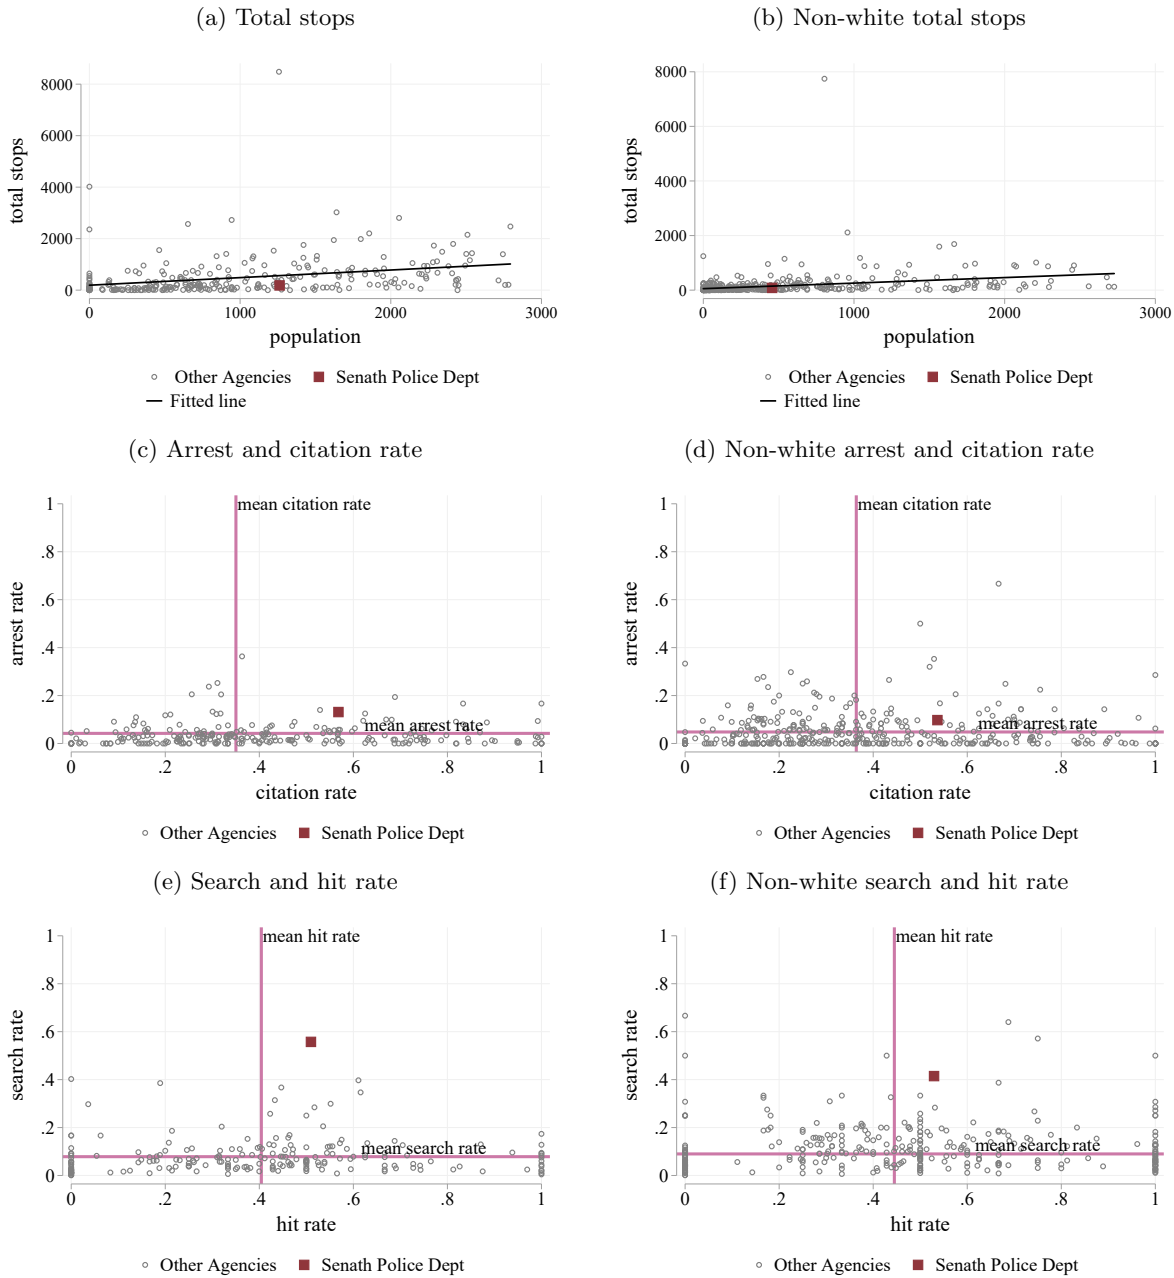 (a) Total stops
(b) Non-white total stops
8000
6000
4000
2000
0
total stops
0 1000 2000 3000
population
Other Agencies Senath Police Dept
Fitted line
8000
6000
4000
2000
0
total stops
0 1000 2000 3000
population
Other Agencies Senath Police Dept
Fitted line
(c) Arrest and citation rate
(d) Non-white arrest and citation rate
1
.8
.6
.4
.2
0
arrest rate
mean citation rate
mean arrest rate
0 .2 .4 .6 .8 1
citation rate
Other Agencies Senath Police Dept
1
.8
.6
.4
.2
0
arrest rate
mean citation rate
mean arrest rate
0 .2 .4 .6 .8 1
citation rate
Other Agencies Senath Police Dept
(e) Search and hit rate
(f) Non-white search and hit rate
1
.8
.6
.4
.2
0
search rate
mean hit rate
mean search rate
0 .2 .4 .6 .8 1
hit rate
Other Agencies Senath Police Dept
1
.8
.6
.4
.2
0
search rate
mean hit rate
mean search rate
0 .2 .4 .6 .8 1
hit rate
Other Agencies Senath Police Dept